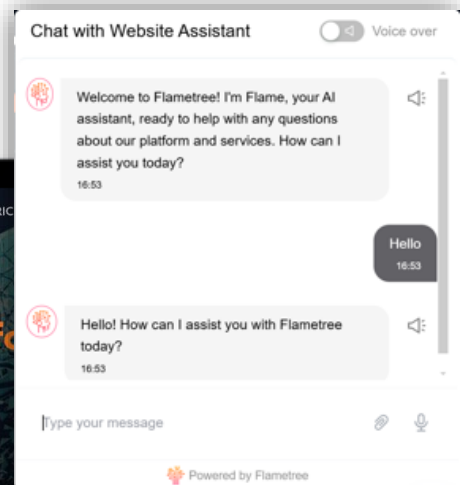 Chat with Website Assistant
Voice over
Welcome to Flametree! I'm Flame, your AI
assistant, ready to help with any questions
about our platform and services. How can I
assist you today?
16:53
Hello
16:53
Hello! How can I assist you with Flametree
today?
16:53
Type your message
Powered by Flametree